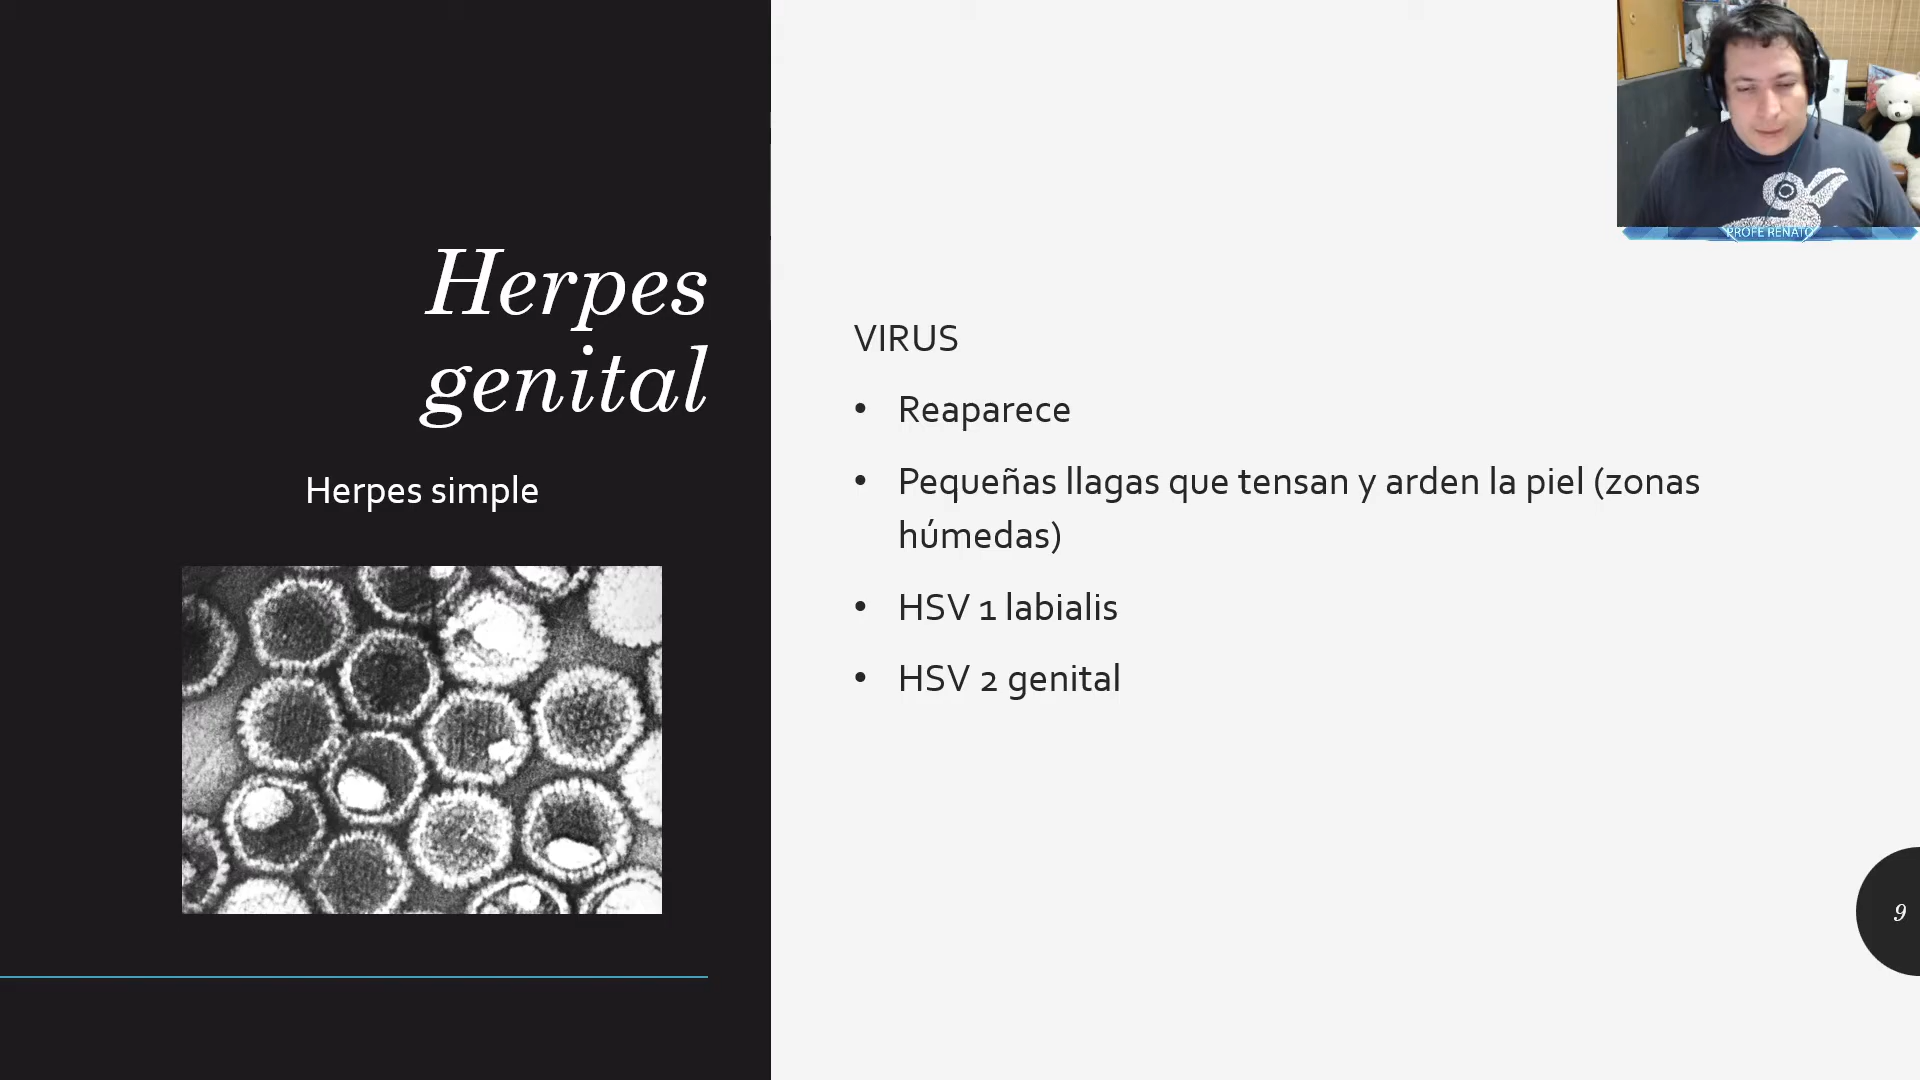 Herpes
genital
Herpes simple
VIRUS
• Reaparece
• Pequeñas llagas que tensan y arden la piel (zonas
húmedas)
• HSV 1 labialis
• HSV 2 genital
PROFE RENATO
9